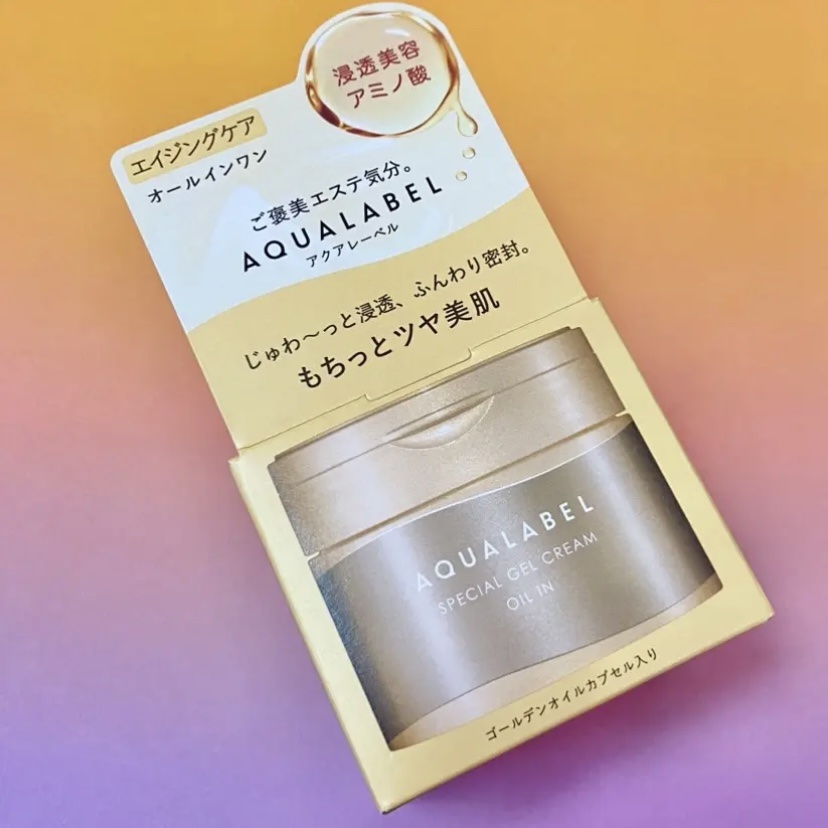 浸透美容
アミノ酸
エイジングケア
オールインワン
ご褒美エステ気分。
AQUALABEL
アクアレーベル
じゅわ〜っと浸透、ふんわり密封。
もちっとツヤ美肌
AQUALABEL
SPECIAL GEL CREAM
OIL IN
ゴールデンオイルカプセル入り